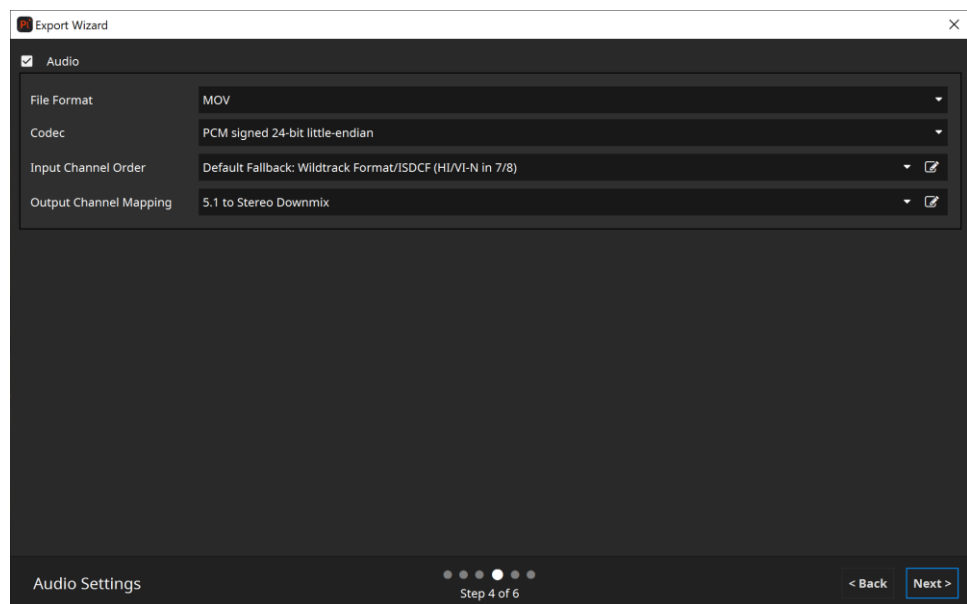 Export Wizard
Audio
File Format MOV
Codec PCM signed 24-bit little-endian
Input Channel Order Default Fallback: Wildtrack Format/ISDCF (HI/VI-N in 7/8)
Output Channel Mapping 5.1 to Stereo Downmix
Audio Settings
Step 4 of 6
< Back Next >